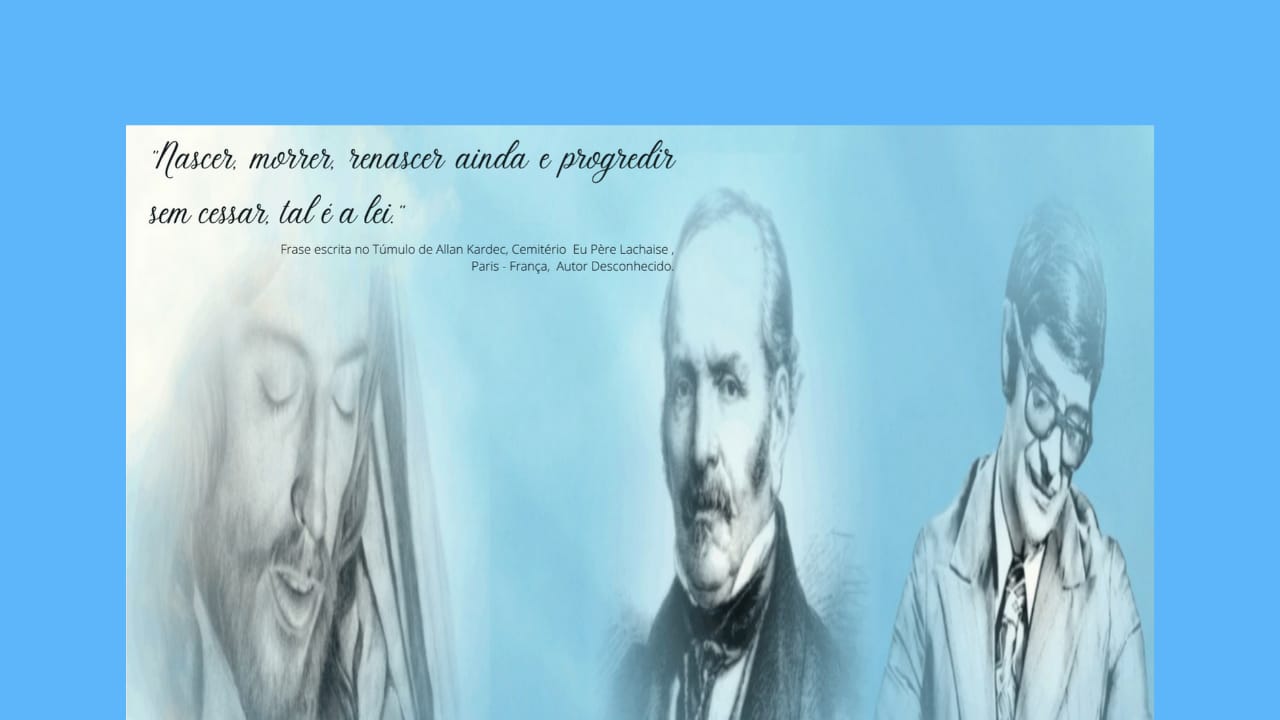 "Nascer, morrer, renascer ainda e progredir
sem cessar, tal é a lei."
Frase escrita no Túmulo de Allan Kardec, Cemitério  Eu Père Lachaise ,
Paris - França,  Autor Desconhecido.